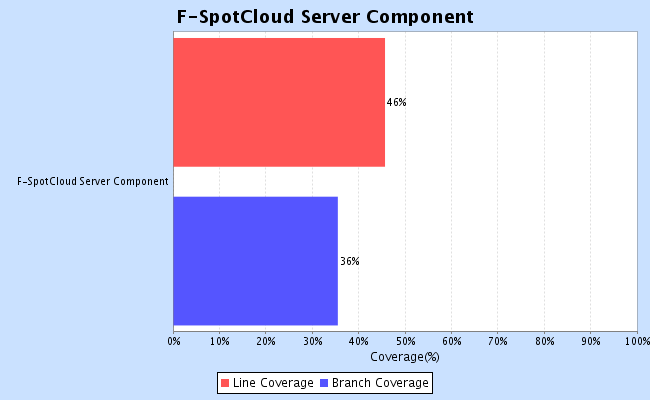 F-SpotCloud Server Component
46%
F-SpotCloud Server Component
36%
0% 10% 20% 30% 40% 50% 60% 70% 80% 90% 100%
Coverage(%)
Line Coverage Branch Coverage